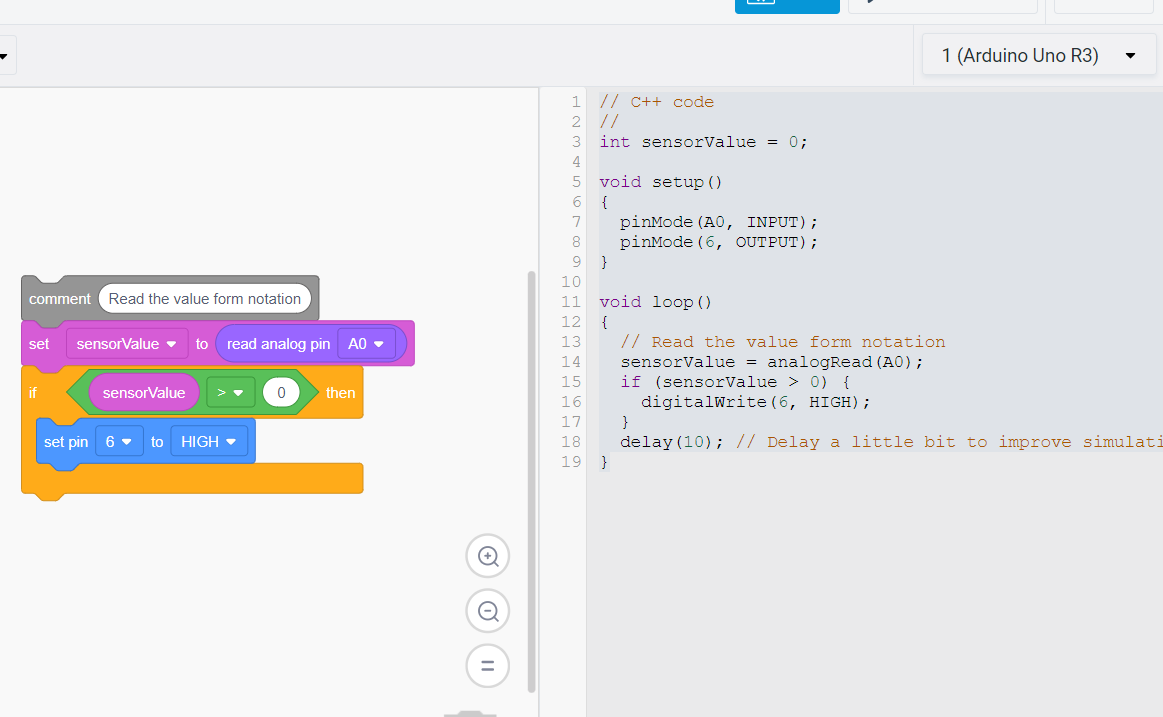 1 (Arduino Uno R3)
comment Read the value form notation
set sensorValue to read analog pin A0
if sensorValue > 0 then
set pin 6 to HIGH
1 // C++ code
2 //
3 int sensorValue = 0;
4
5 void setup()
6 {
7   pinMode(A0, INPUT);
8   pinMode(6, OUTPUT);
9 }
10
11 void loop()
12 {
13   // Read the value form notation
14   sensorValue = analogRead(A0);
15   if (sensorValue > 0) {
16     digitalWrite(6, HIGH);
17   }
18   delay(10); // Delay a little bit to improve simulati
19 }